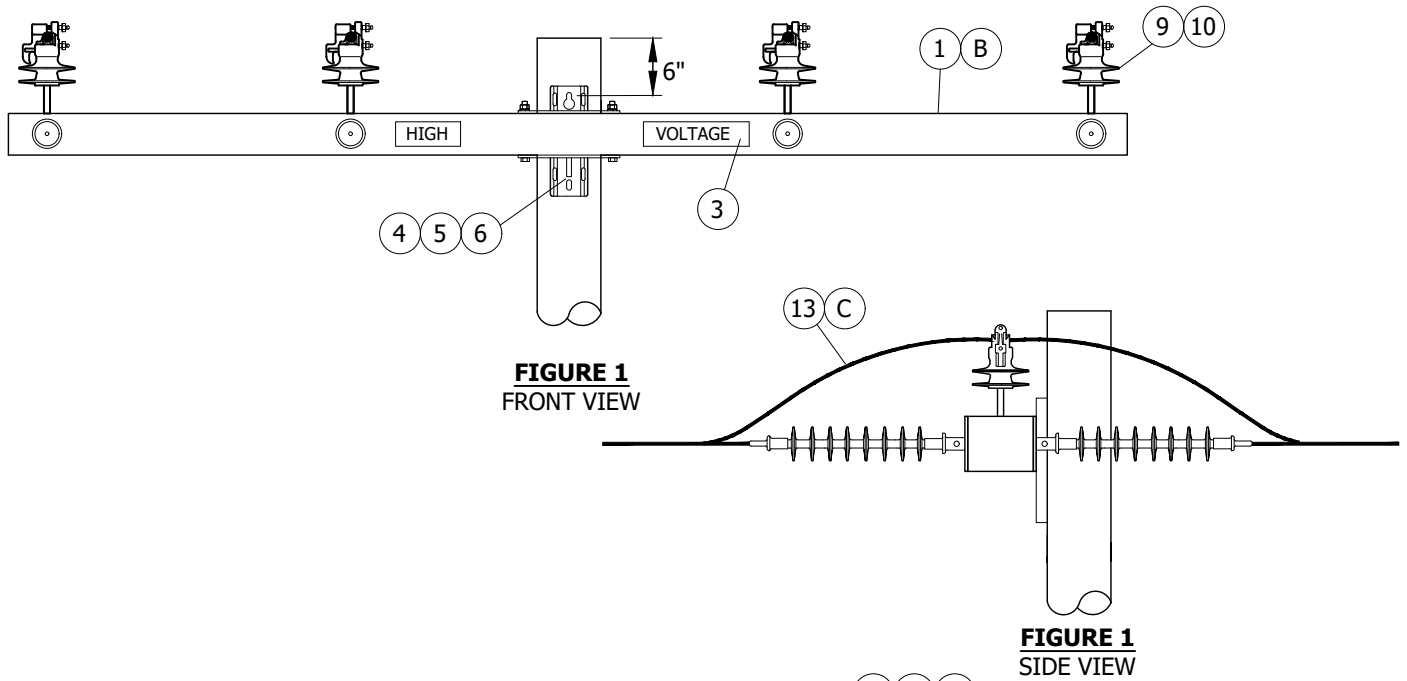 9 10
1 B
6"
HIGH VOLTAGE
3
4 5 6
13 C
FIGURE 1
FRONT VIEW
FIGURE 1
SIDE VIEW